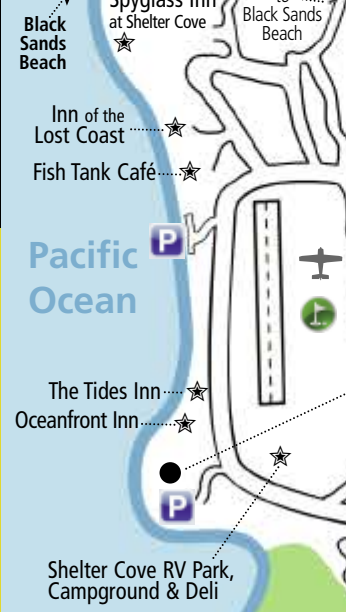 Spyglass Inn
at Shelter Cove
to
Black Sands
Beach
Black
Sands
Beach
Inn of the
Lost Coast
Fish Tank Café
P
Pacific
Ocean
The Tides Inn
Oceanfront Inn
P
Shelter Cove RV Park,
Campground & Deli